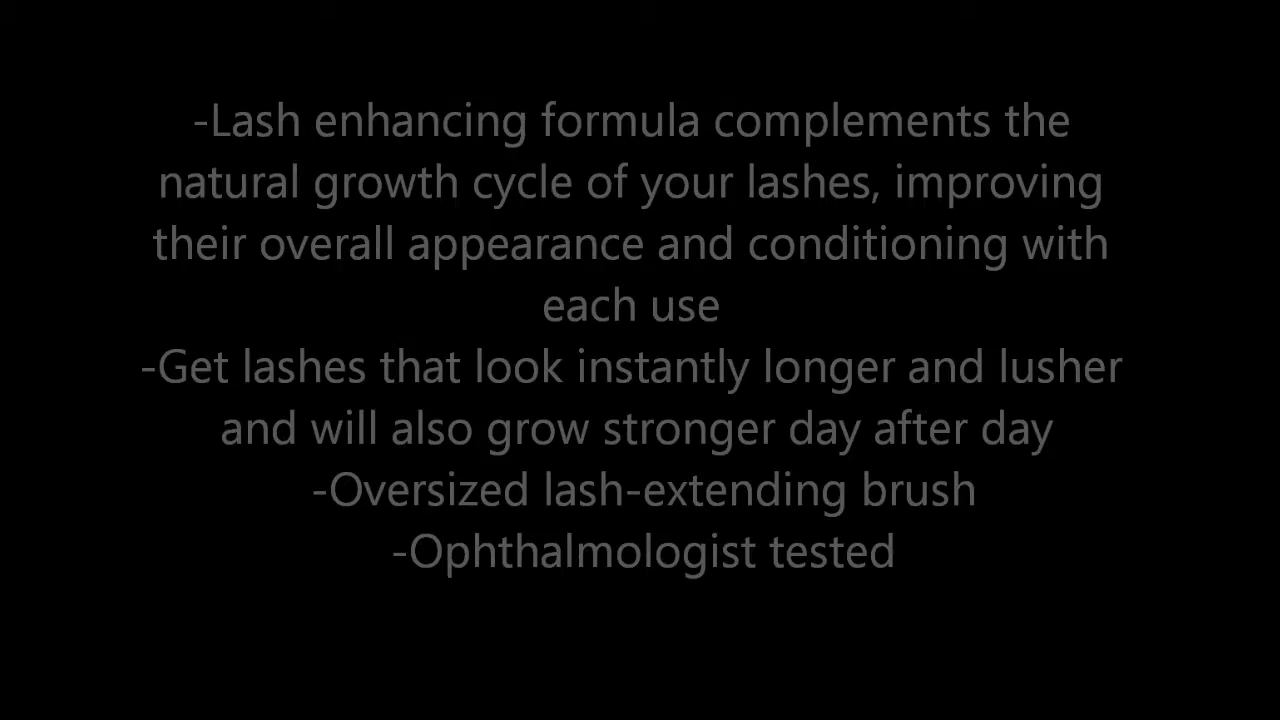 -Lash enhancing formula complements the
natural growth cycle of your lashes, improving
their overall appearance and conditioning with
each use
-Get lashes that look instantly longer and lusher
and will also grow stronger day after day
-Oversized lash-extending brush
-Ophthalmologist tested